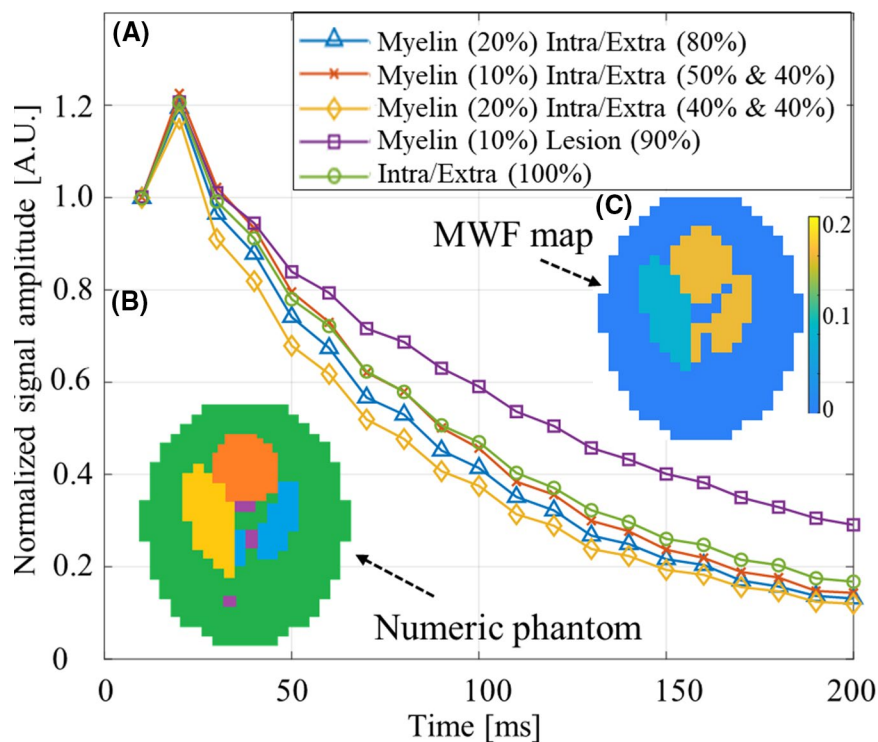 (A)
Myelin (20%) Intra/Extra (80%)
Myelin (10%) Intra/Extra (50% & 40%)
Myelin (20%) Intra/Extra (40% & 40%)
Myelin (10%) Lesion (90%)
Intra/Extra (100%)
(C)
MWF map
0.2
0.1
0
(B)
Numeric phantom
Normalized signal amplitude [A.U.]
1.2
1.0
0.8
0.6
0.4
0.2
0
0 50 100 150 200
Time [ms]